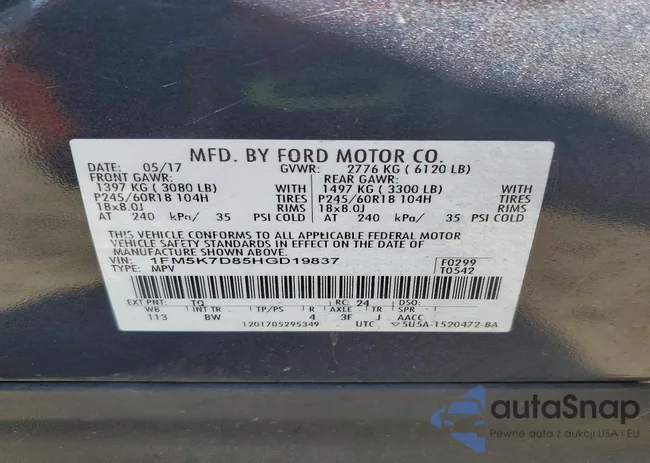 MFD. BY FORD MOTOR CO.
DATE: 05/17 GVWR: 2776 KG ( 6120 LB)
FRONT GAWR: REAR GAWR:
1397 KG ( 3080 LB) WITH 1497 KG ( 3300 LB) WITH
P245/60R18 104H TIRES P245/60R18 104H TIRES
18x8.0J RIMS 18x8.0J RIMS
AT 240 kPa/ 35 PSI COLD AT 240 kPa/ 35 PSI COLD
THIS VEHICLE CONFORMS TO ALL APPLICABLE FEDERAL MOTOR
VEHICLE SAFETY STANDARDS IN EFFECT ON THE DATE OF
MANUFACTURE SHOWN ABOVE.
VIN: 1FM5K7D85HGD19837 F0299
TYPE: MPV T0542
EXT PNT: TQ RC: 24 DSO:
WB INT TR TP/PS R AXLE TR SPR
113 BW 4 3F J AACC
1201705295349 UTC ▽5U5A-1520472-BA
autaSnap
Pewne auta z aukcji USA i EU